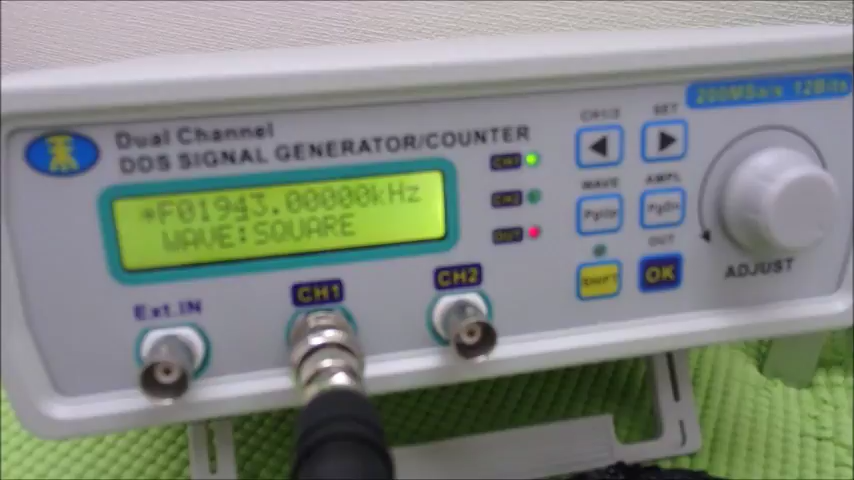 200MSa/s 12Bits
Dual Channel
DDS SIGNAL GENERATOR/COUNTER
CH1/2
SET
CH1
WAVE
AMPL
*F01943.00000kHz
WAVE:SQUARE
CH2
PgUp
PgDn
OUT
OUT
SHIFT
OK
ADJUST
Ext.IN
CH1
CH2